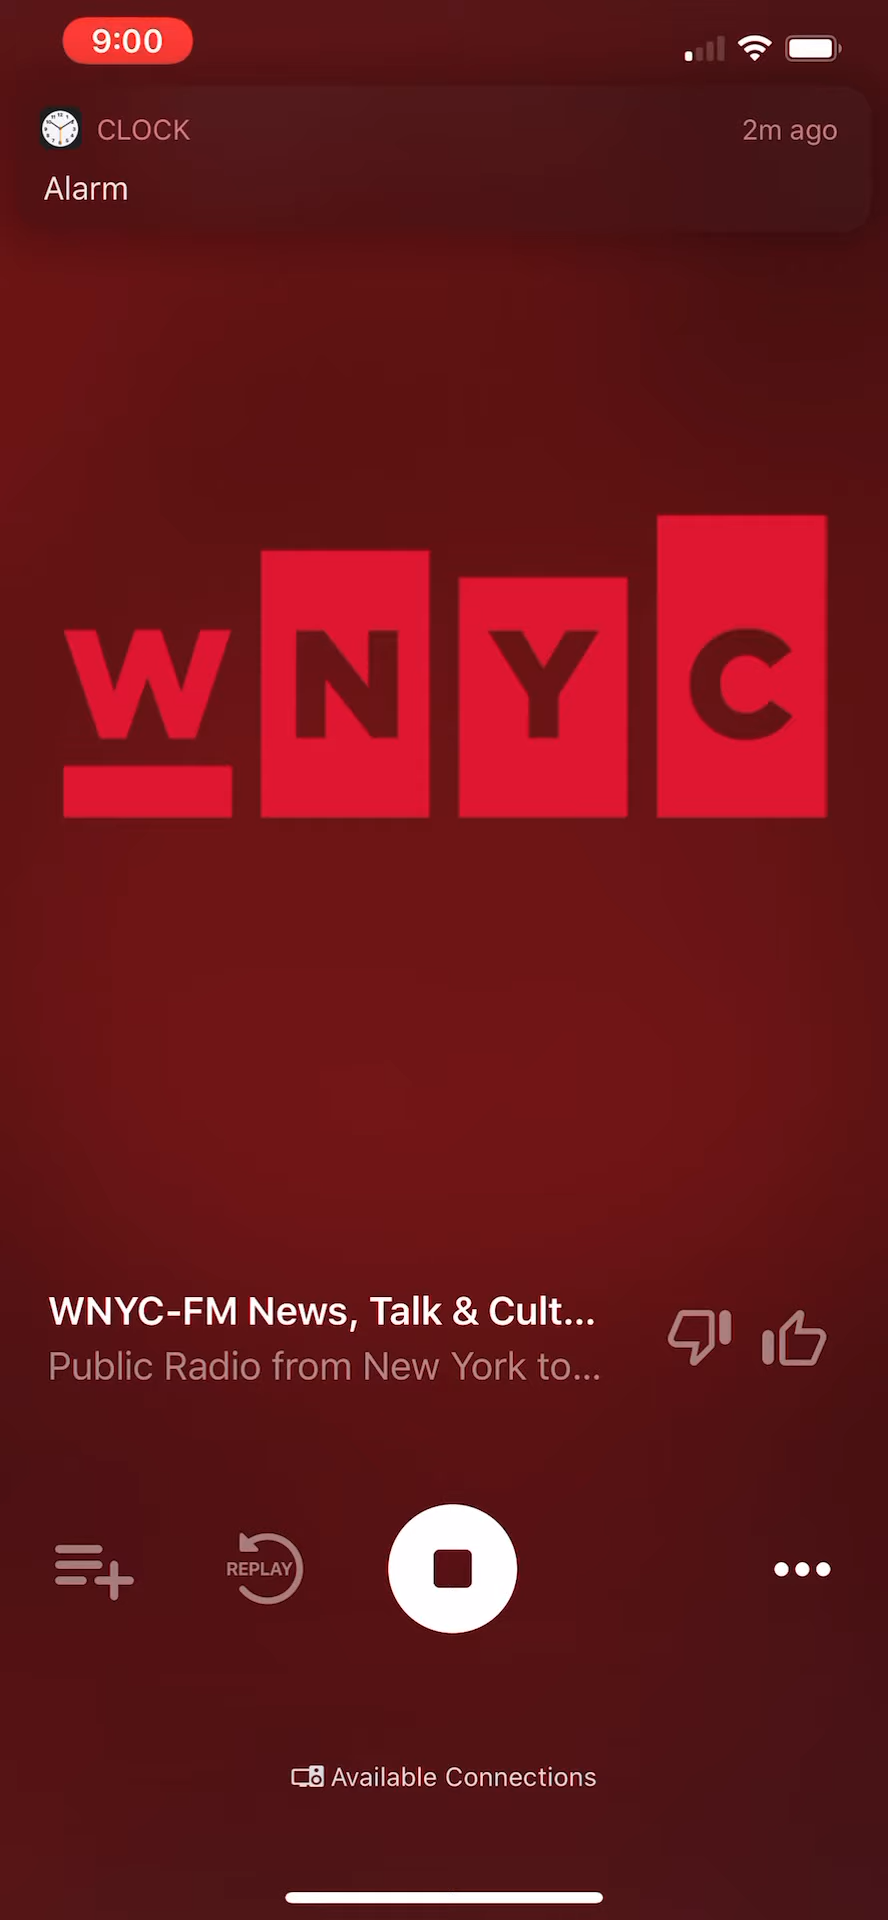 9:00
CLOCK
2m ago
Alarm
WNYC
WNYC-FM News, Talk & Cult...
Public Radio from New York to...
REPLAY
Available Connections